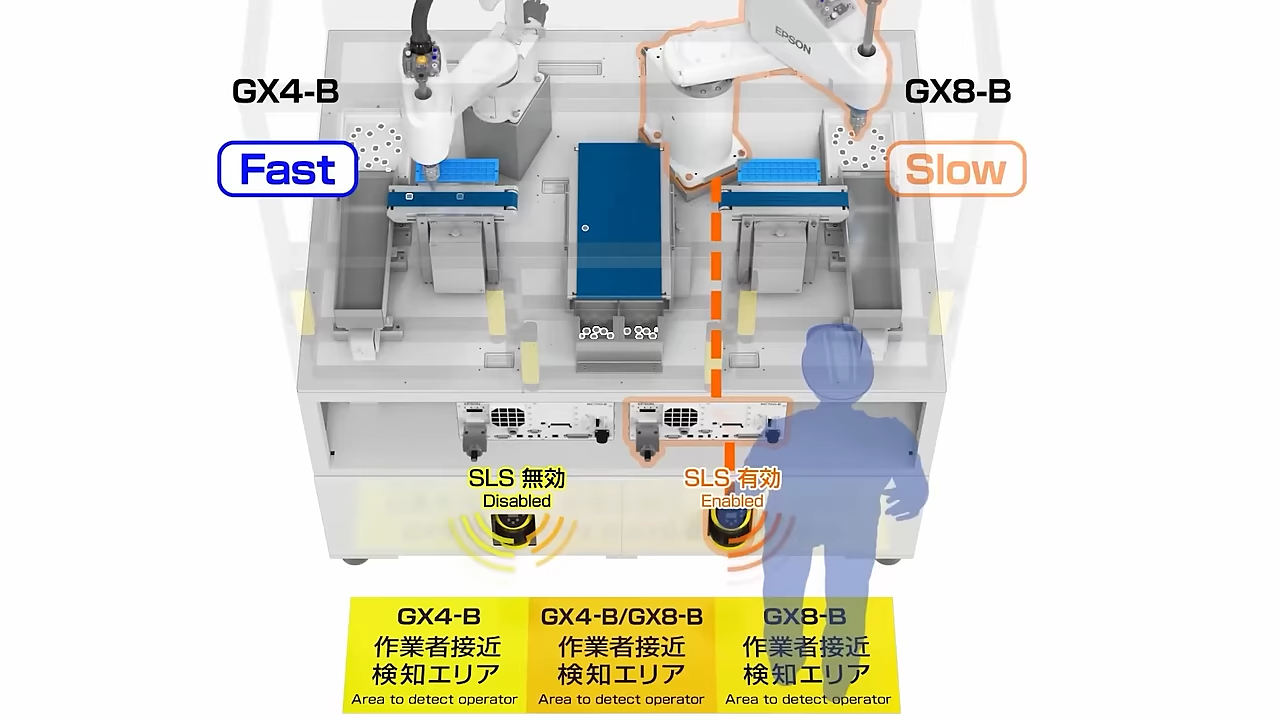 EPSON
GX4-B
GX8-B
Fast
Slow
SLS 無効
Disabled
SLS 有効
Enabled
GX4-B
作業者接近
検知エリア
Area to detect operator
GX4-B/GX8-B
作業者接近
検知エリア
Area to detect operator
GX8-B
作業者接近
検知エリア
Area to detect operator